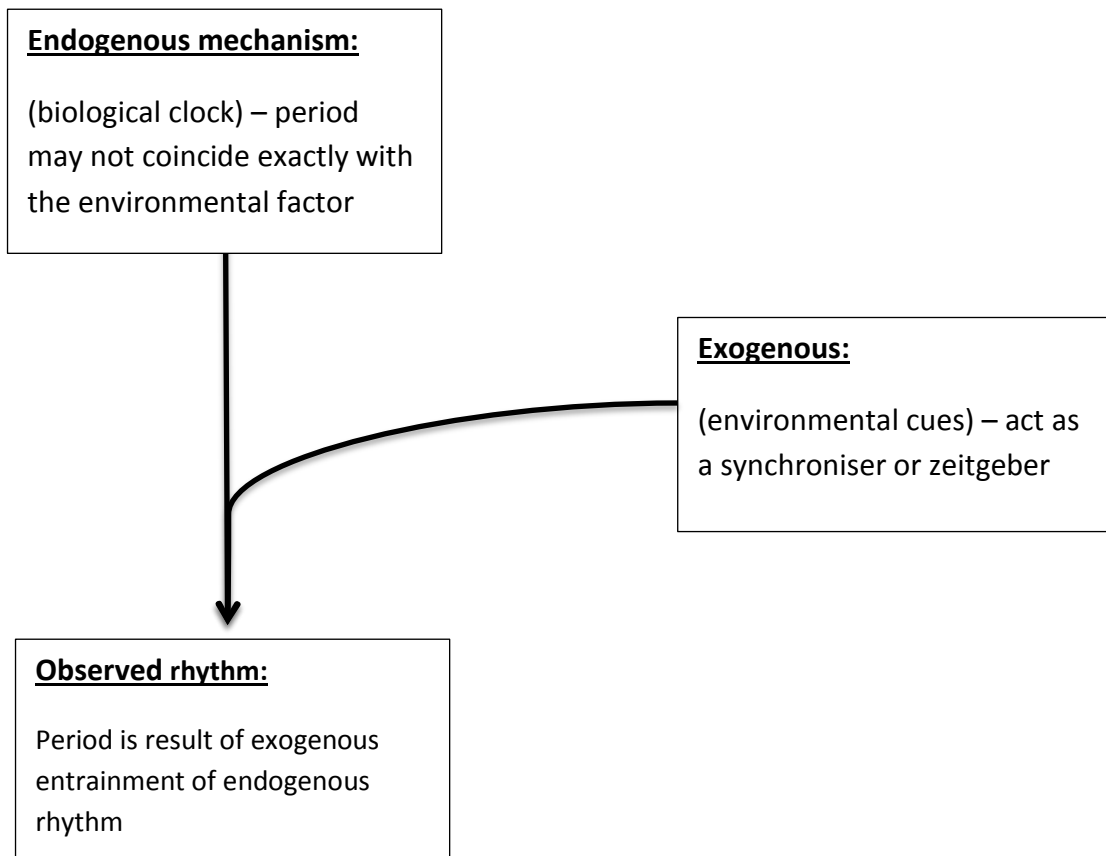 Endogenous mechanism:
(biological clock) – period
may not coincide exactly with
the environmental factor
Exogenous:
(environmental cues) – act as
a synchroniser or zeitgeber
Observed rhythm:
Period is result of exogenous
entrainment of endogenous
rhythm